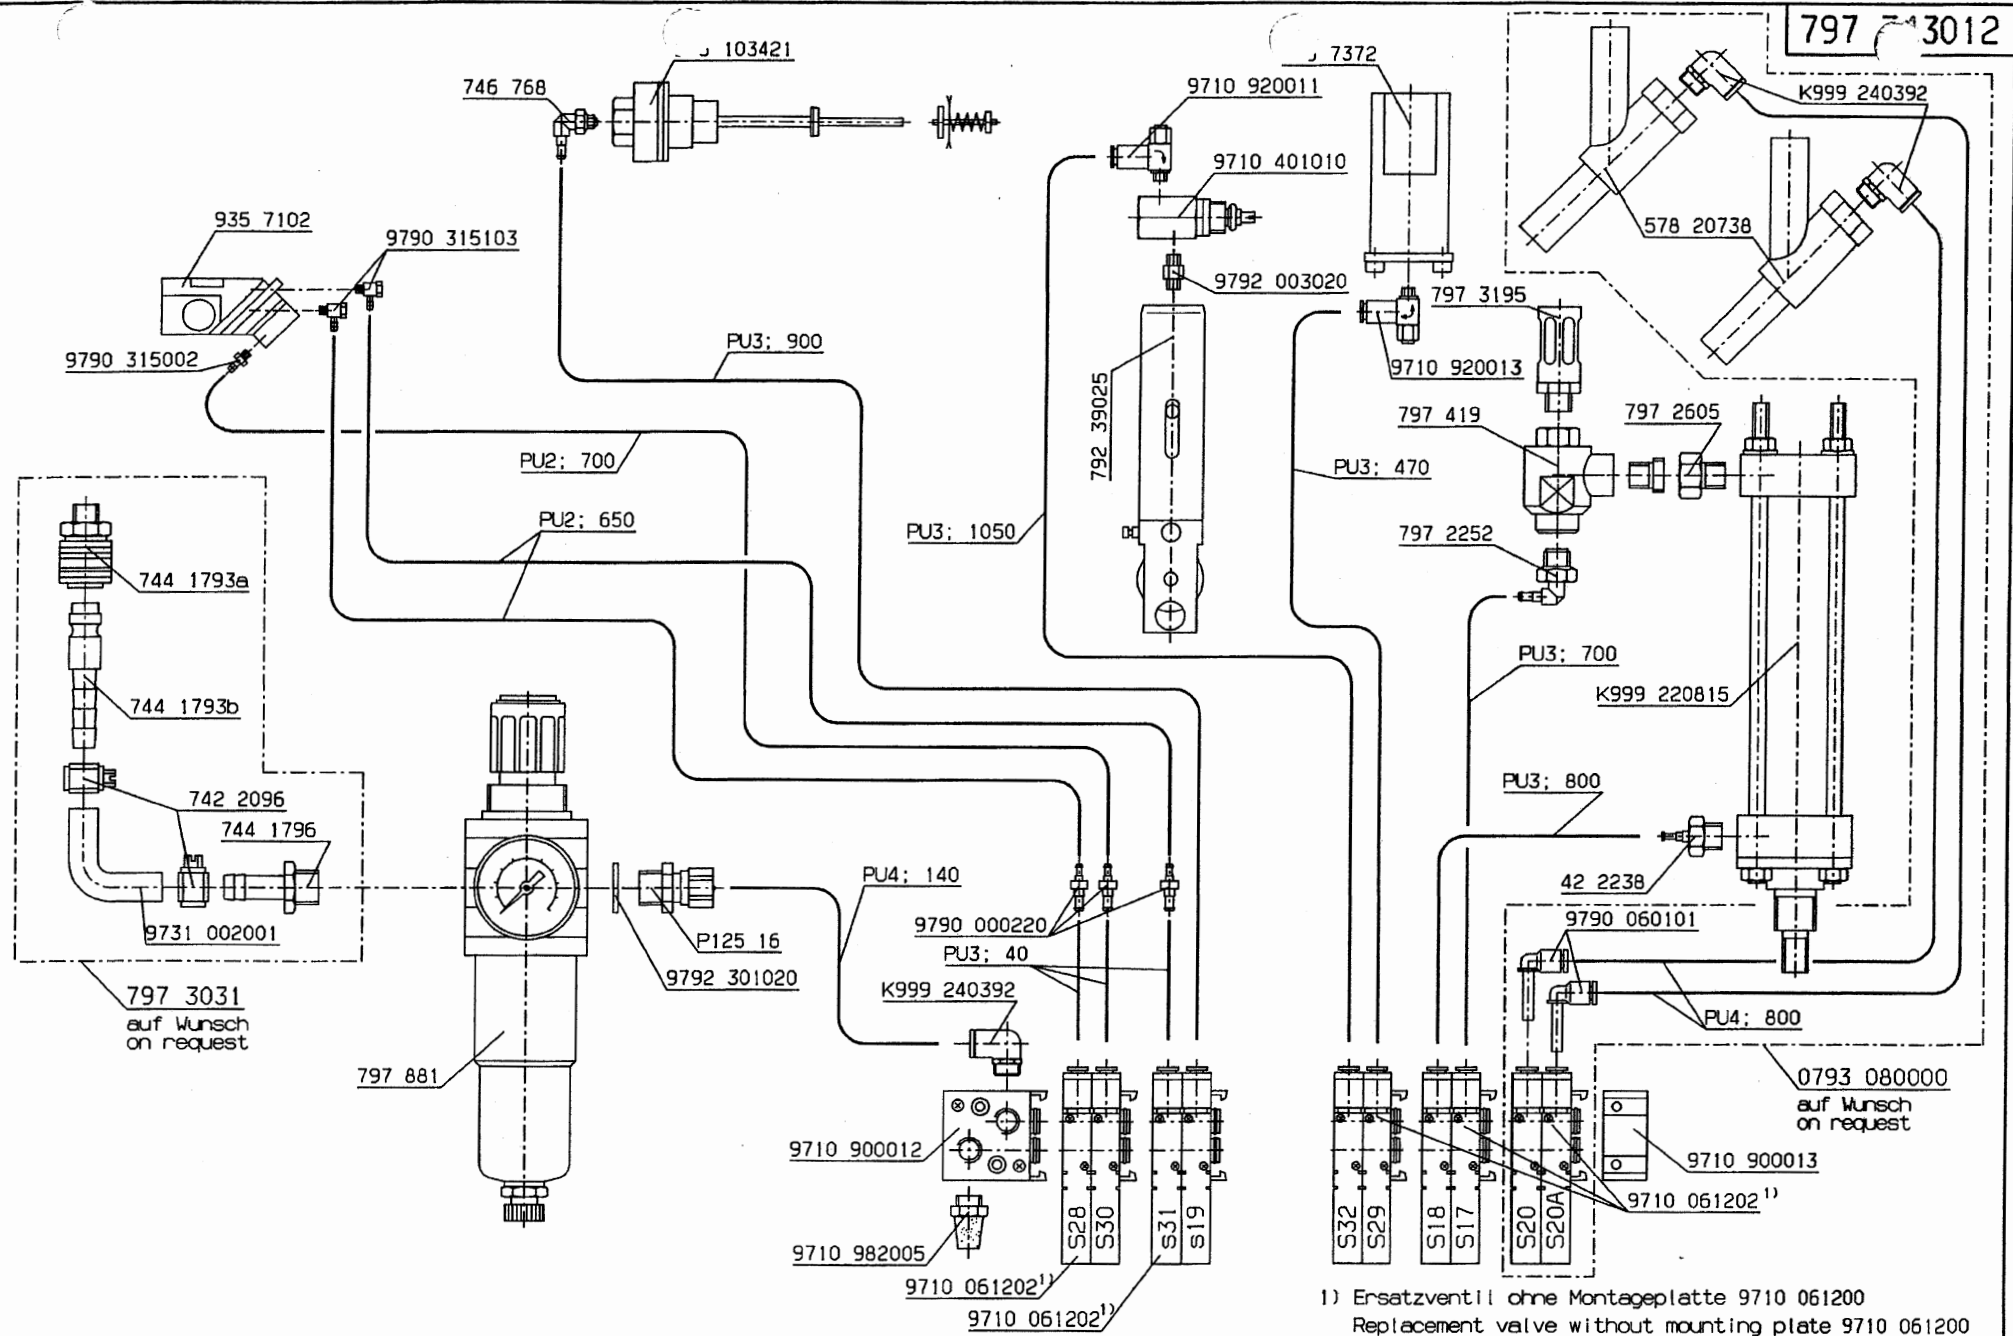 797 3012
103421
7372
746 768
9710 920011
K999 240392
9710 401010
935 7102
9790 315103
578 20738
9792 003020
797 3195
PU3; 900
9790 315002
9710 920013
792 39025
797 419
797 2605
PU2; 700
PU3; 470
PU2; 650
PU3; 1050
797 2252
744 1793a
PU3; 700
744 1793b
K999 220815
742 2096
PU3; 800
744 1796
PU4; 140
42 2238
9731 002001
P125 16
9790 000220
9790 060101
PU3; 40
9792 301020
797 3031
auf Wunsch
on request
K999 240392
PU4; 800
797 881
0793 080000
auf Wunsch
on request
9710 900012
9710 900013
S28
S30
S31
S19
S32
S29
S18
S17
S20
S20A
9710 061202 1)
9710 982005
9710 061202 1)
9710 061202 1)
1) Ersatzventil ohne Montageplatte 9710 061200
Replacement valve without mounting plate 9710 061200